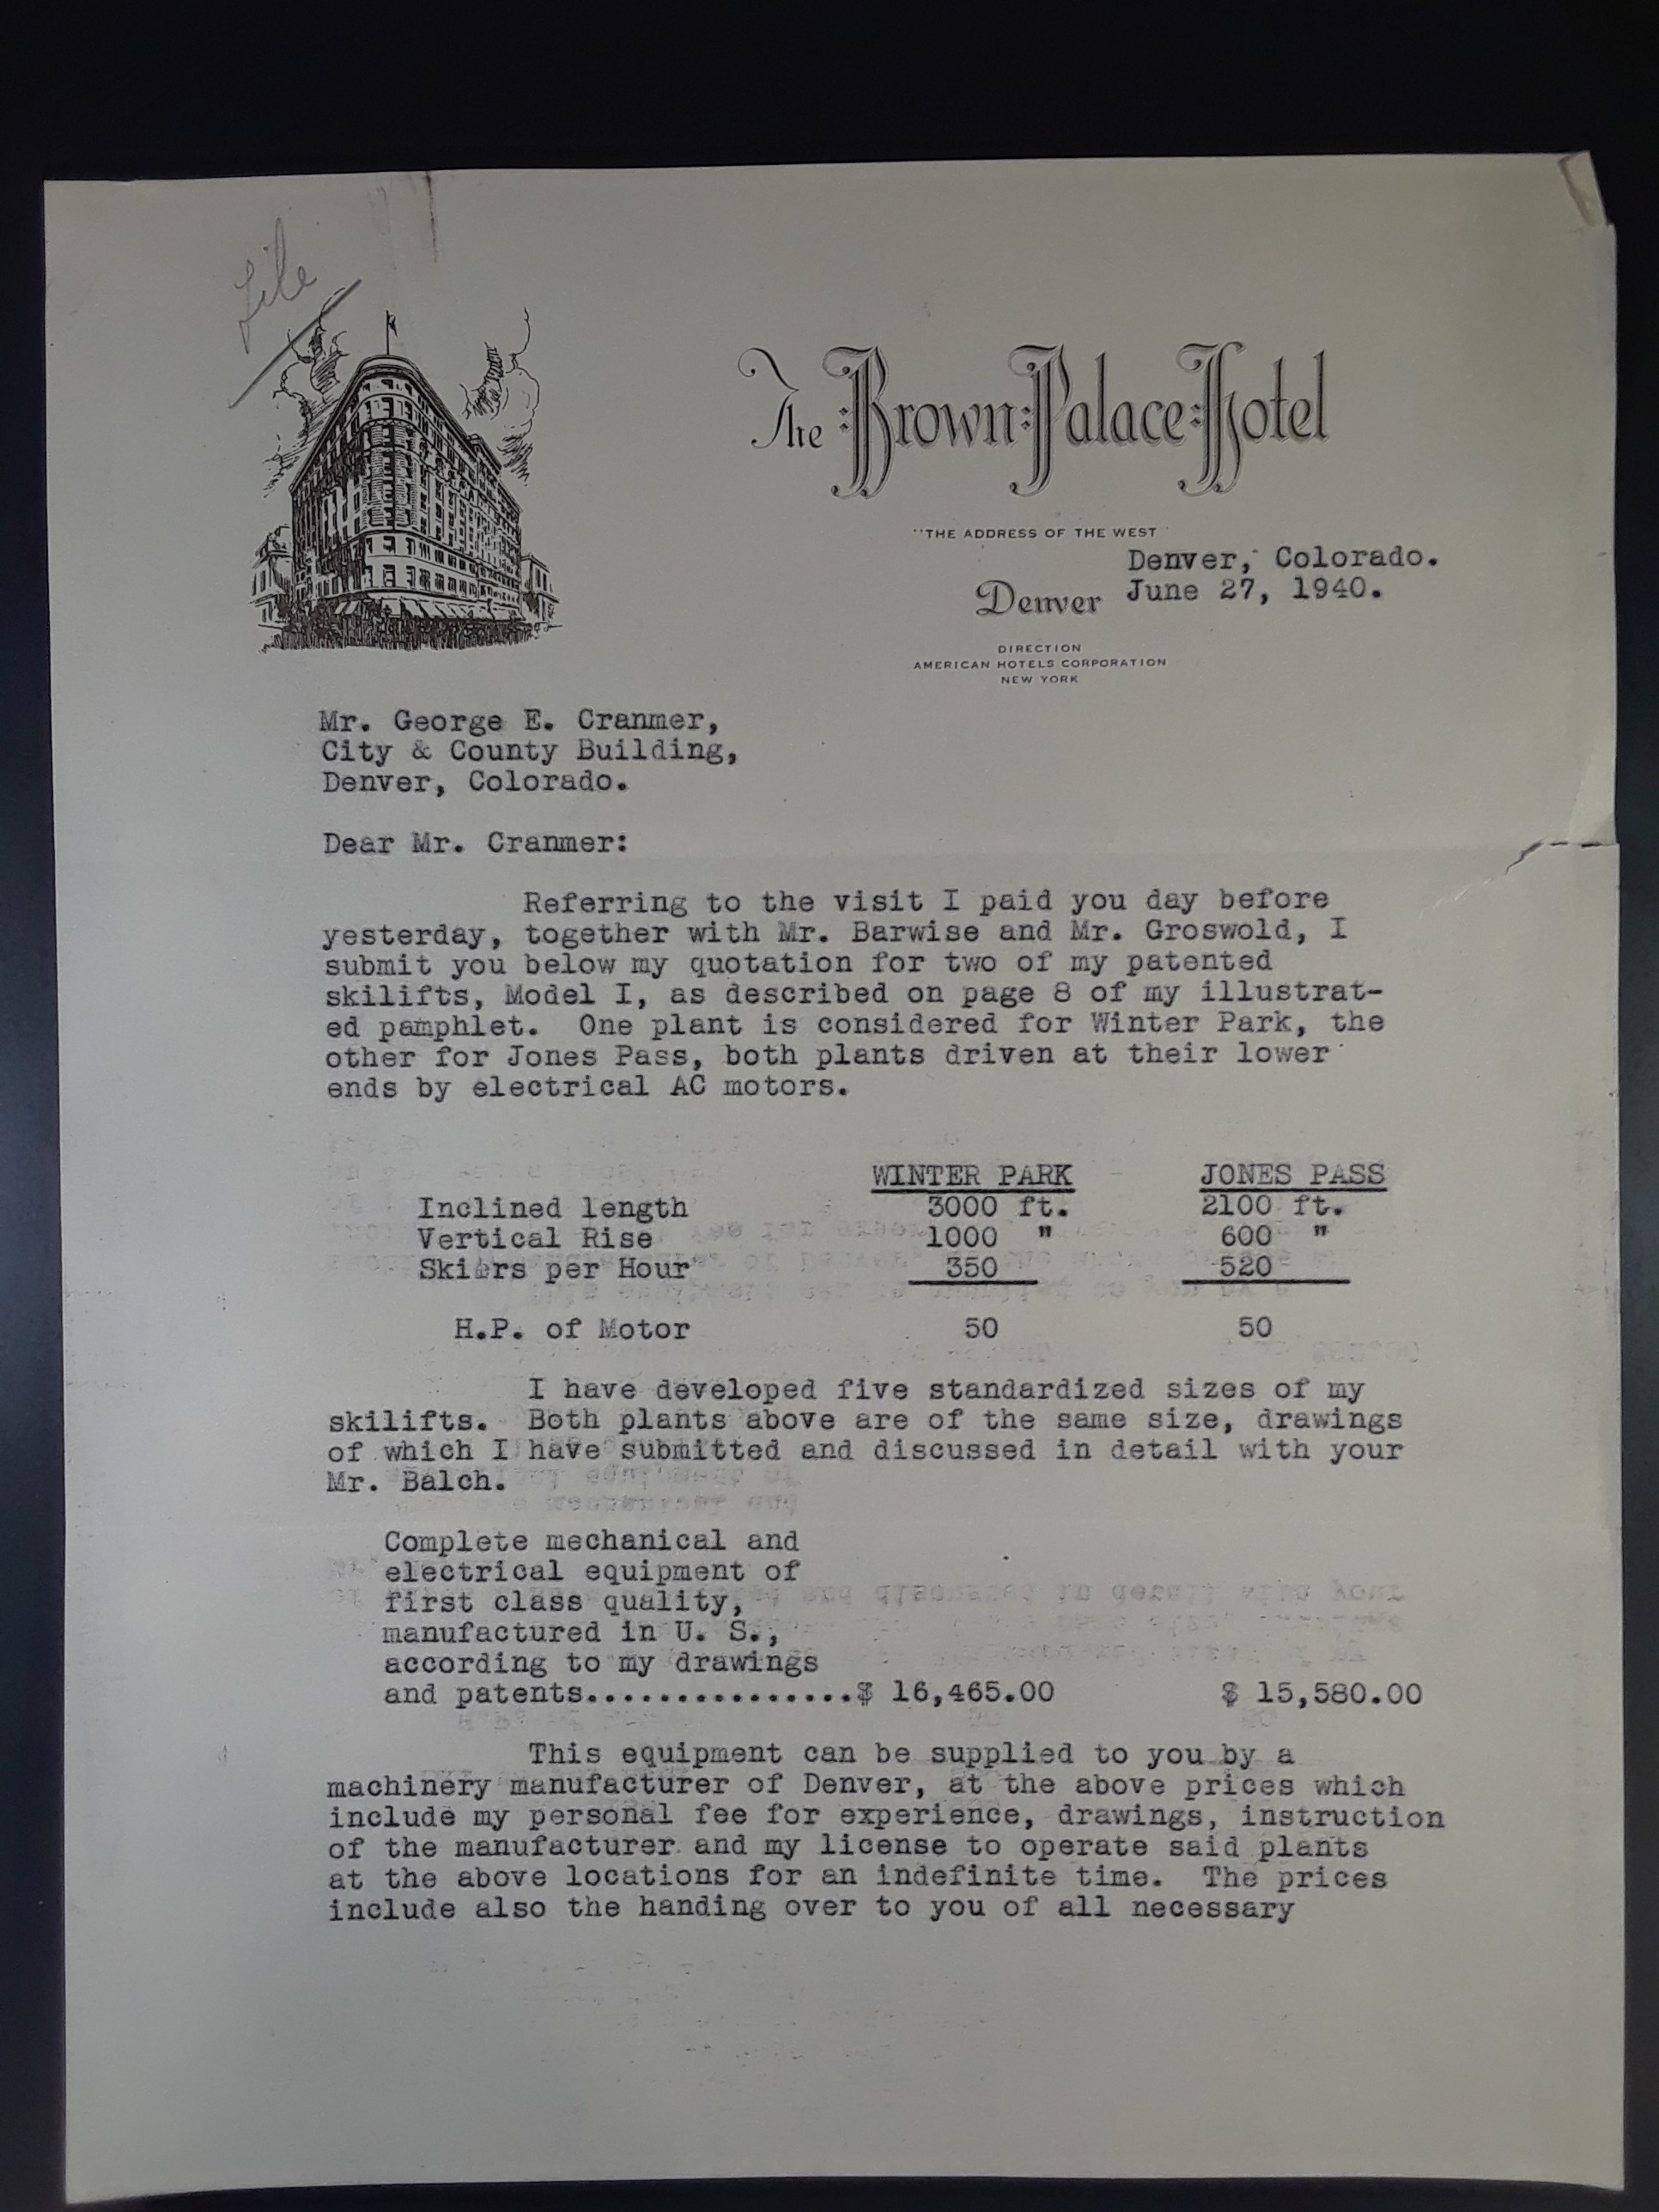 File
The Brown Palace Hotel
"THE ADDRESS OF THE WEST"
Denver, Colorado.
Denver June 27, 1940.
DIRECTION
AMERICAN HOTELS CORPORATION
NEW YORK
Mr. George E. Cranmer,
City & County Building,
Denver, Colorado.
Dear Mr. Cranmer:
Referring to the visit I paid you day before
yesterday, together with Mr. Barwise and Mr. Groswold, I
submit you below my quotation for two of my patented
skilifts, Model I, as described on page 8 of my illustrat-
ed pamphlet. One plant is considered for Winter Park, the
other for Jones Pass, both plants driven at their lower
ends by electrical AC motors.
WINTER PARK JONES PASS
Inclined length 3000 ft. 2100 ft.
Vertical Rise 1000 " 600 "
Skiers per Hour 350 520
H.P. of Motor 50 50
I have developed five standardized sizes of my
skilifts. Both plants above are of the same size, drawings
of which I have submitted and discussed in detail with your
Mr. Balch.
Complete mechanical and
electrical equipment of
first class quality,
manufactured in U. S.,
according to my drawings
and patents...............$ 16,465.00 $ 15,580.00
This equipment can be supplied to you by a
machinery manufacturer of Denver, at the above prices which
include my personal fee for experience, drawings, instruction
of the manufacturer and my license to operate said plants
at the above locations for an indefinite time. The prices
include also the handing over to you of all necessary